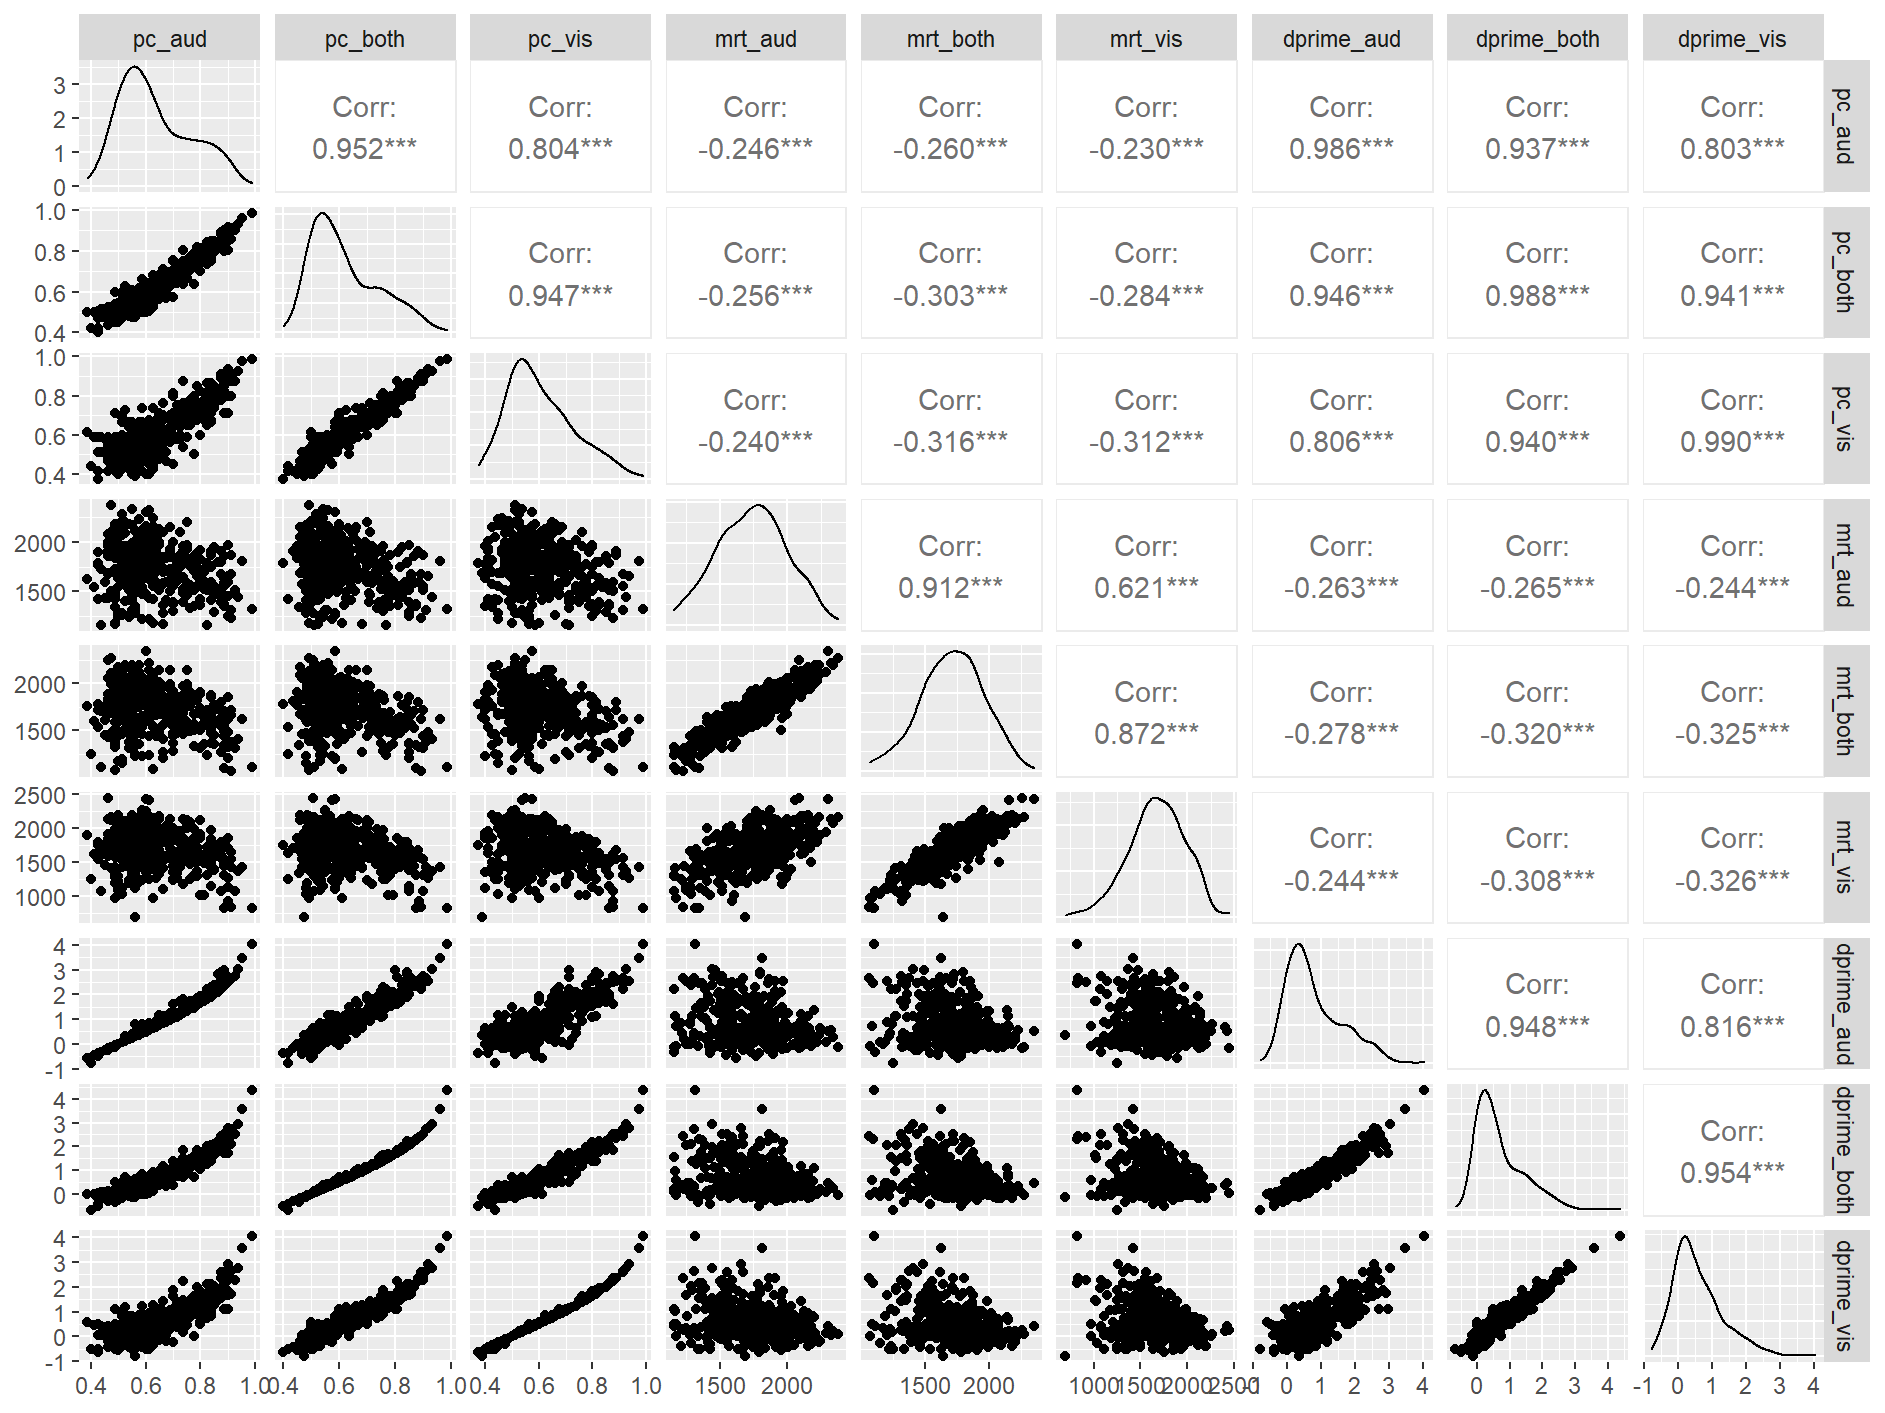 pc_aud pc_both pc_vis mrt_aud mrt_both mrt_vis dprime_aud dprime_both dprime_vis
3 2 1 0
Corr: Corr: Corr: Corr: Corr: Corr: Corr: Corr:
0.952*** 0.804*** -0.246*** -0.260*** -0.230*** 0.986*** 0.937*** 0.803***
pc_aud
1.0 0.8 0.6 0.4
Corr: Corr: Corr: Corr: Corr: Corr: Corr:
0.947*** -0.256*** -0.303*** -0.284*** 0.946*** 0.988*** 0.941***
pc_both
1.0 0.8 0.6 0.4
Corr: Corr: Corr: Corr: Corr: Corr:
-0.240*** -0.316*** -0.312*** 0.806*** 0.940*** 0.990***
pc_vis
2000 1500
Corr: Corr: Corr: Corr: Corr:
0.912*** 0.621*** -0.263*** -0.265*** -0.244***
mrt_aud
2000 1500
Corr: Corr: Corr: Corr:
0.872*** -0.278*** -0.320*** -0.325***
mrt_both
2500 2000 1500 1000
Corr: Corr: Corr:
-0.244*** -0.308*** -0.326***
mrt_vis
4 3 2 1 0 -1
Corr: Corr:
0.948*** 0.816***
dprime_aud
4 3 2 1 0
Corr:
0.954***
dprime_both
4 3 2 1 0 -1
dprime_vis
0.4 0.6 0.8 1.0 0.4 0.6 0.8 1.0 0.4 0.6 0.8 1.0 1500 2000 1500 2000 1000 1500 2000 2500 -1 0 1 2 3 4 0 1 2 3 4 -1 0 1 2 3 4